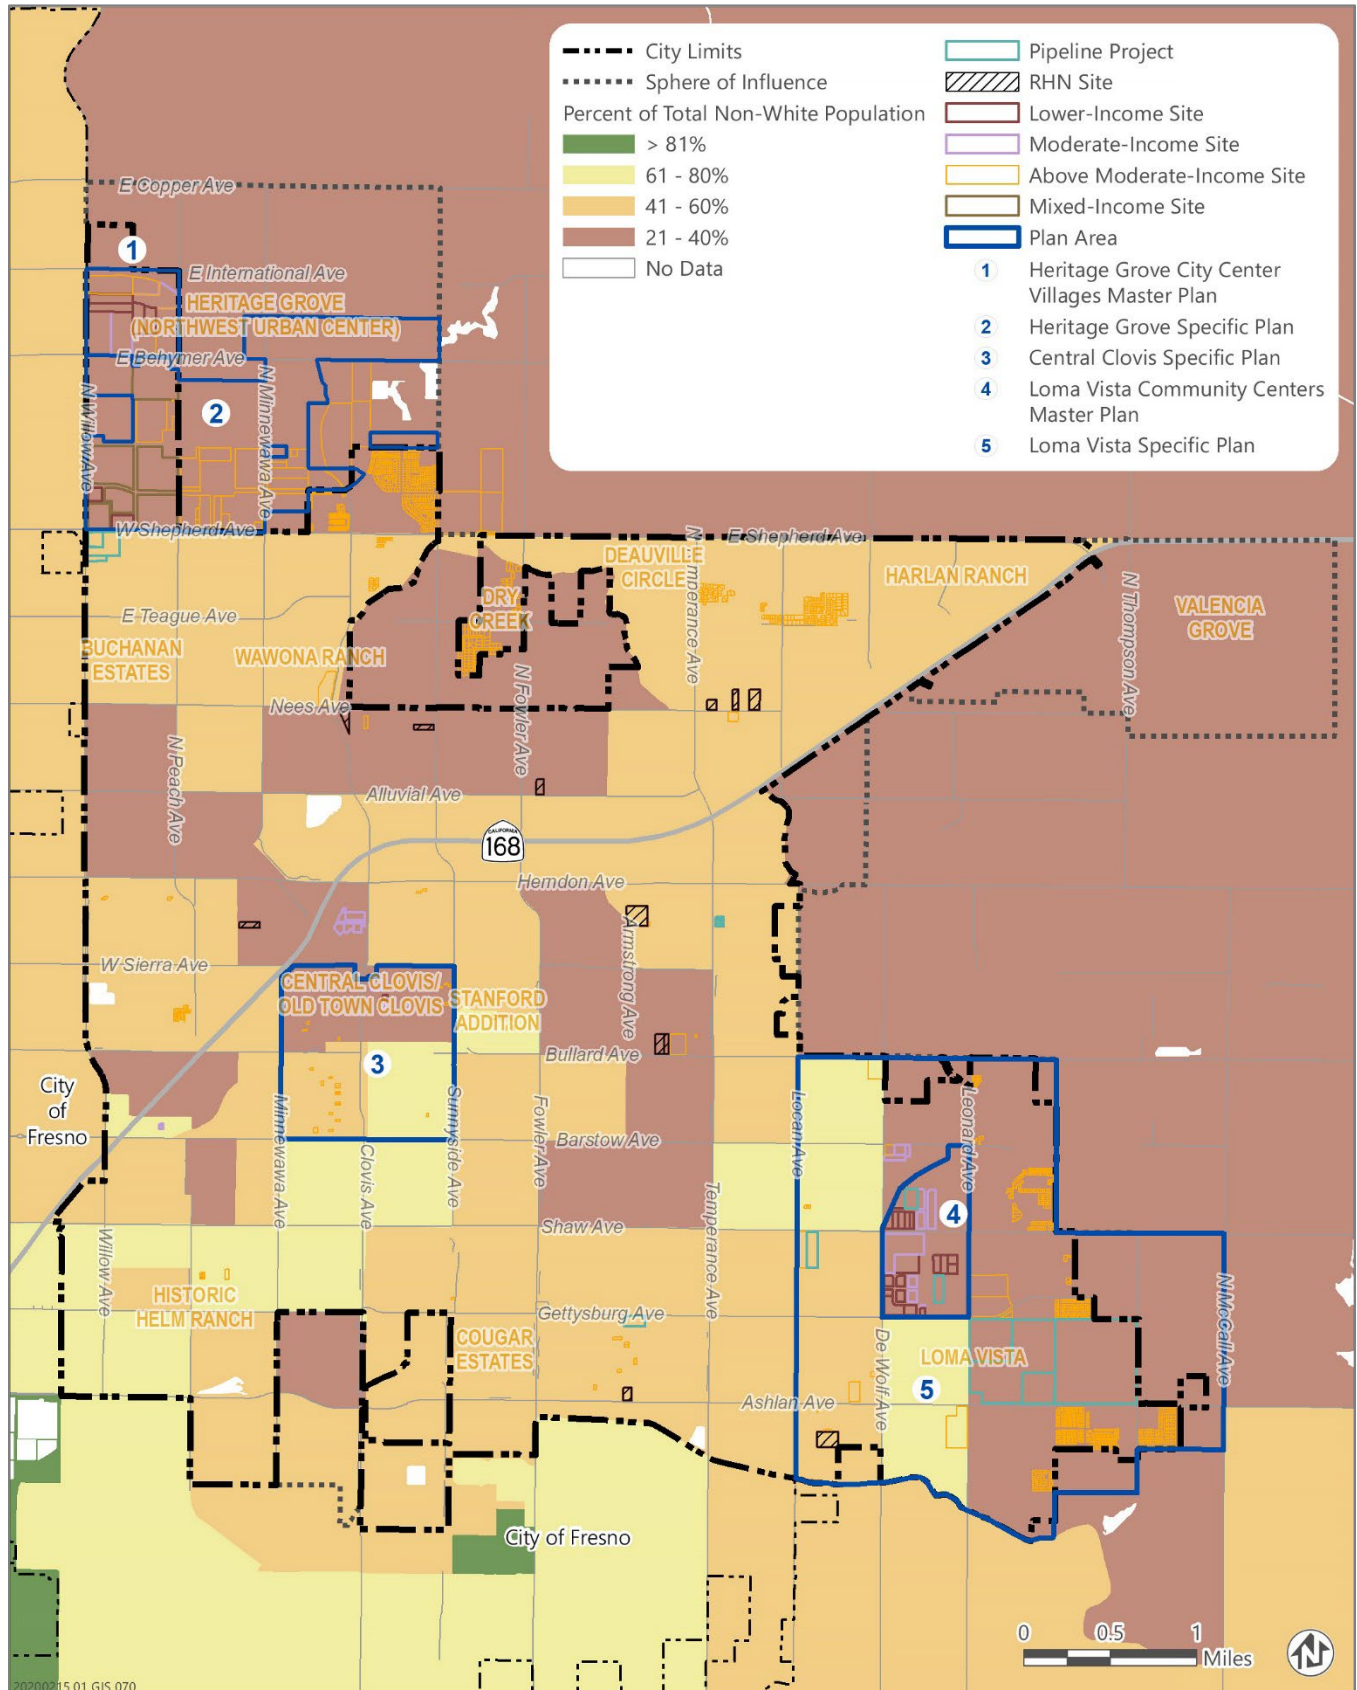 City Limits
Sphere of Influence
Percent of Total Non-White Population
> 81%
61 - 80%
41 - 60%
21 - 40%
No Data
Pipeline Project
RHN Site
Lower-Income Site
Moderate-Income Site
Above Moderate-Income Site
Mixed-Income Site
Plan Area
1 Heritage Grove City Center
Villages Master Plan
2 Heritage Grove Specific Plan
3 Central Clovis Specific Plan
4 Loma Vista Community Centers
Master Plan
5 Loma Vista Specific Plan
E Copper Ave
1
E International Ave
HERITAGE GROVE
(NORTHWEST URBAN CENTER)
E Behymer Ave
N Willow Ave
N Minnewawa Ave
2
W Shepherd Ave
E Shepherd Ave
DEAUVILLE
CIRCLE
HARLAN RANCH
DRY
CREEK
N Thompson Ave
VALENCIA
GROVE
E Teague Ave
BUCHANAN
ESTATES
WAWONA RANCH
Nees Ave
N Fowler Ave
N Peach Ave
Alluvial Ave
CALIFORNIA
168
Herndon Ave
Armstrong Ave
W Sierra Ave
CENTRAL CLOVIS/
OLD TOWN CLOVIS
STANFORD
ADDITION
3
Bullard Ave
City
of
Fresno
Minnewawa Ave
Clovis Ave
Sunnyside Ave
Fowler Ave
Barstow Ave
Temperance Ave
Locan Ave
Leonard Ave
4
Shaw Ave
Willow Ave
HISTORIC
HELM RANCH
Gettysburg Ave
COUGAR
ESTATES
De Wolf Ave
LOMA VISTA
5
N McCall Ave
Ashlan Ave
City of Fresno
0 0.5 1
Miles
N
20200215.01 GIS 070